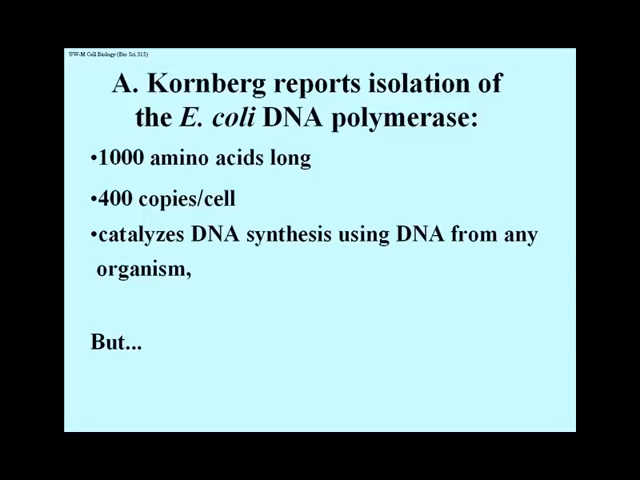 UW-M Cell Biology (Bio Sci 315)
A. Kornberg reports isolation of
the E. coli DNA polymerase:
•1000 amino acids long
•400 copies/cell
•catalyzes DNA synthesis using DNA from any
organism,
But...